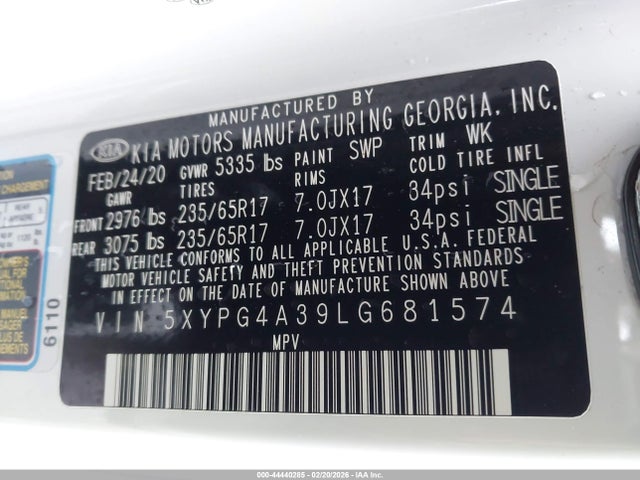 MANUFACTURED BY
KIA KIA MOTORS MANUFACTURING GEORGIA, INC.
FEB/24/20 GVWR 5335 lbs PAINT SWP TRIM WK
GAWR TIRES RIMS COLD TIRE INFL
FRONT 2976 lbs 235/65R17 7.0JX17 34psi SINGLE
REAR 3075 lbs 235/65R17 7.0JX17 34psi SINGLE
THIS VEHICLE CONFORMS TO ALL APPLICABLE U.S.A. FEDERAL
MOTOR VEHICLE SAFETY AND THEFT PREVENTION STANDARDS
IN EFFECT ON THE DATE OF MANUFACTURE SHOWN ABOVE
VIN 5XYPG4A39LG681574
MPV
6110
REAR
000-44440285 - 02/20/2026 - IAA Inc.